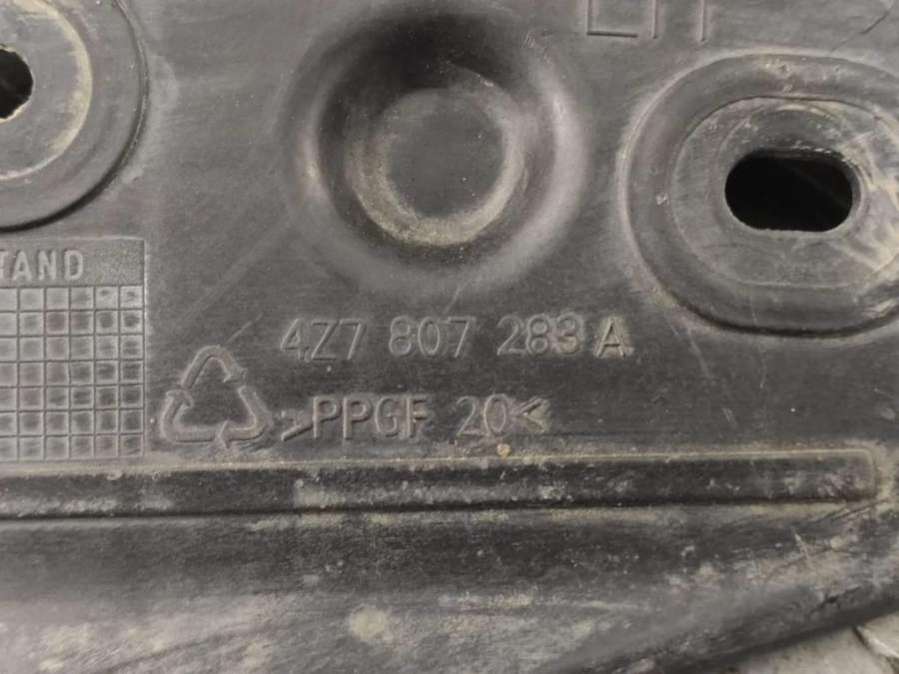 TAND
4Z7 807 283 A
>PPGF 20<